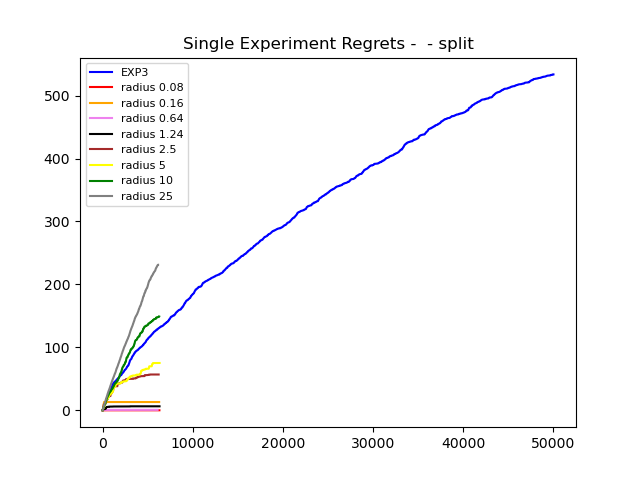 Single Experiment Regrets -  - split
EXP3
radius 0.08
radius 0.16
radius 0.64
radius 1.24
radius 2.5
radius 5
radius 10
radius 25
500
400
300
200
100
0
0 10000 20000 30000 40000 50000